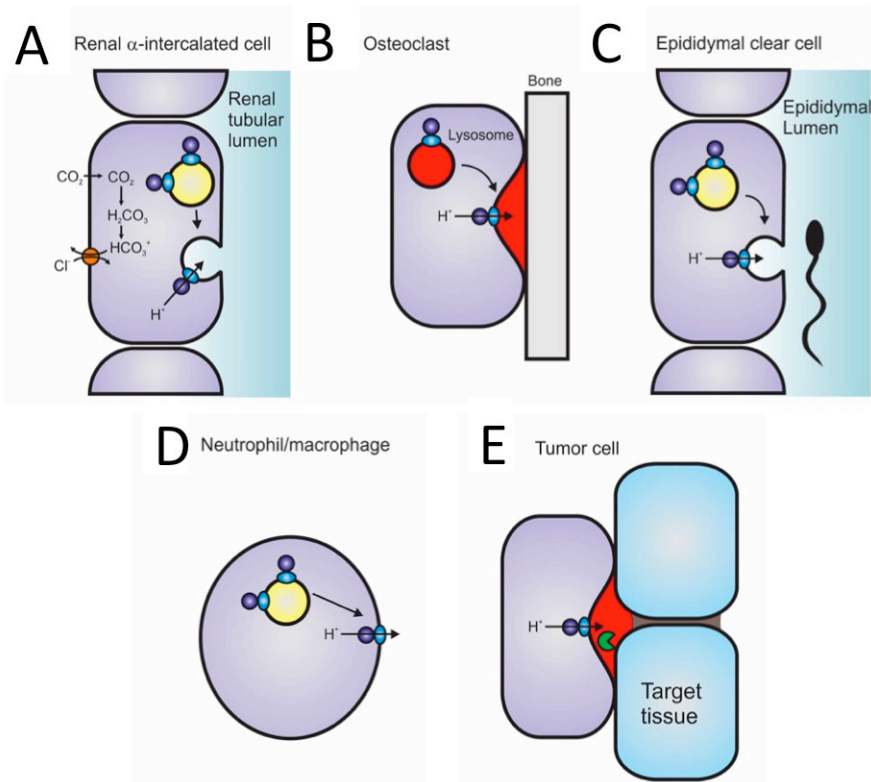 A
Renal α-intercalated cell
Renal
tubular
lumen
CO₂ CO₂
H₂CO₃
HCO₃⁺
Cl⁻
H⁺
B
Osteoclast
Bone
Lysosome
H⁺
C
Epididymal clear cell
Epididymal
Lumen
H⁺
D
Neutrophil/macrophage
H⁺
E
Tumor cell
H⁺
Target
tissue